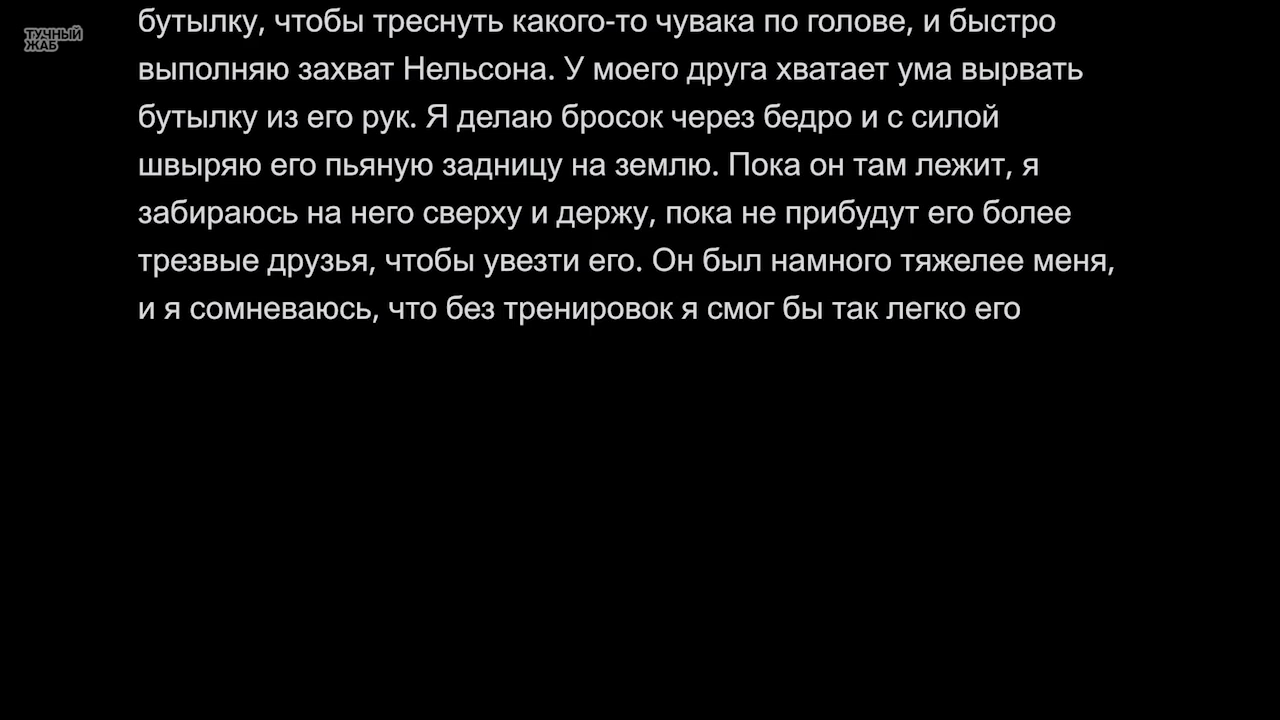 ТУЧНЫЙ
ЖАБ
бутылку, чтобы треснуть какого-то чувака по голове, и быстро
выполняю захват Нельсона. У моего друга хватает ума вырвать
бутылку из его рук. Я делаю бросок через бедро и с силой
швыряю его пьяную задницу на землю. Пока он там лежит, я
забираюсь на него сверху и держу, пока не прибудут его более
трезвые друзья, чтобы увезти его. Он был намного тяжелее меня,
и я сомневаюсь, что без тренировок я смог бы так легко его